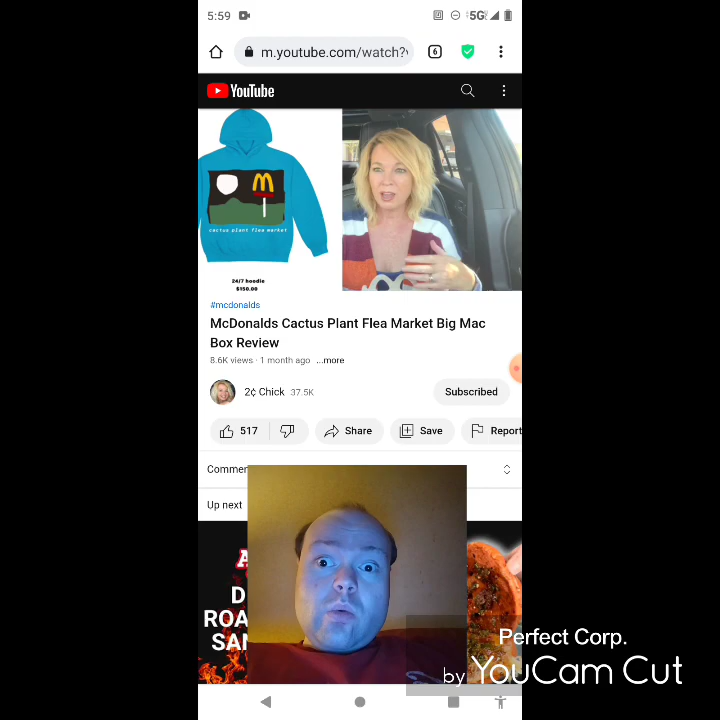 5:59
5G
m.youtube.com/watch?v
6
YouTube
M
cactus plant flea market
24/7 hoodie
$150.00
#mcdonalds
McDonalds Cactus Plant Flea Market Big Mac
Box Review
8.6K views · 1 month ago ...more
2¢ Chick 37.5K
Subscribed
517
Share
Save
Report
Commen
Up next
A
D
ROA
SAN
Perfect Corp.
by YouCam Cut